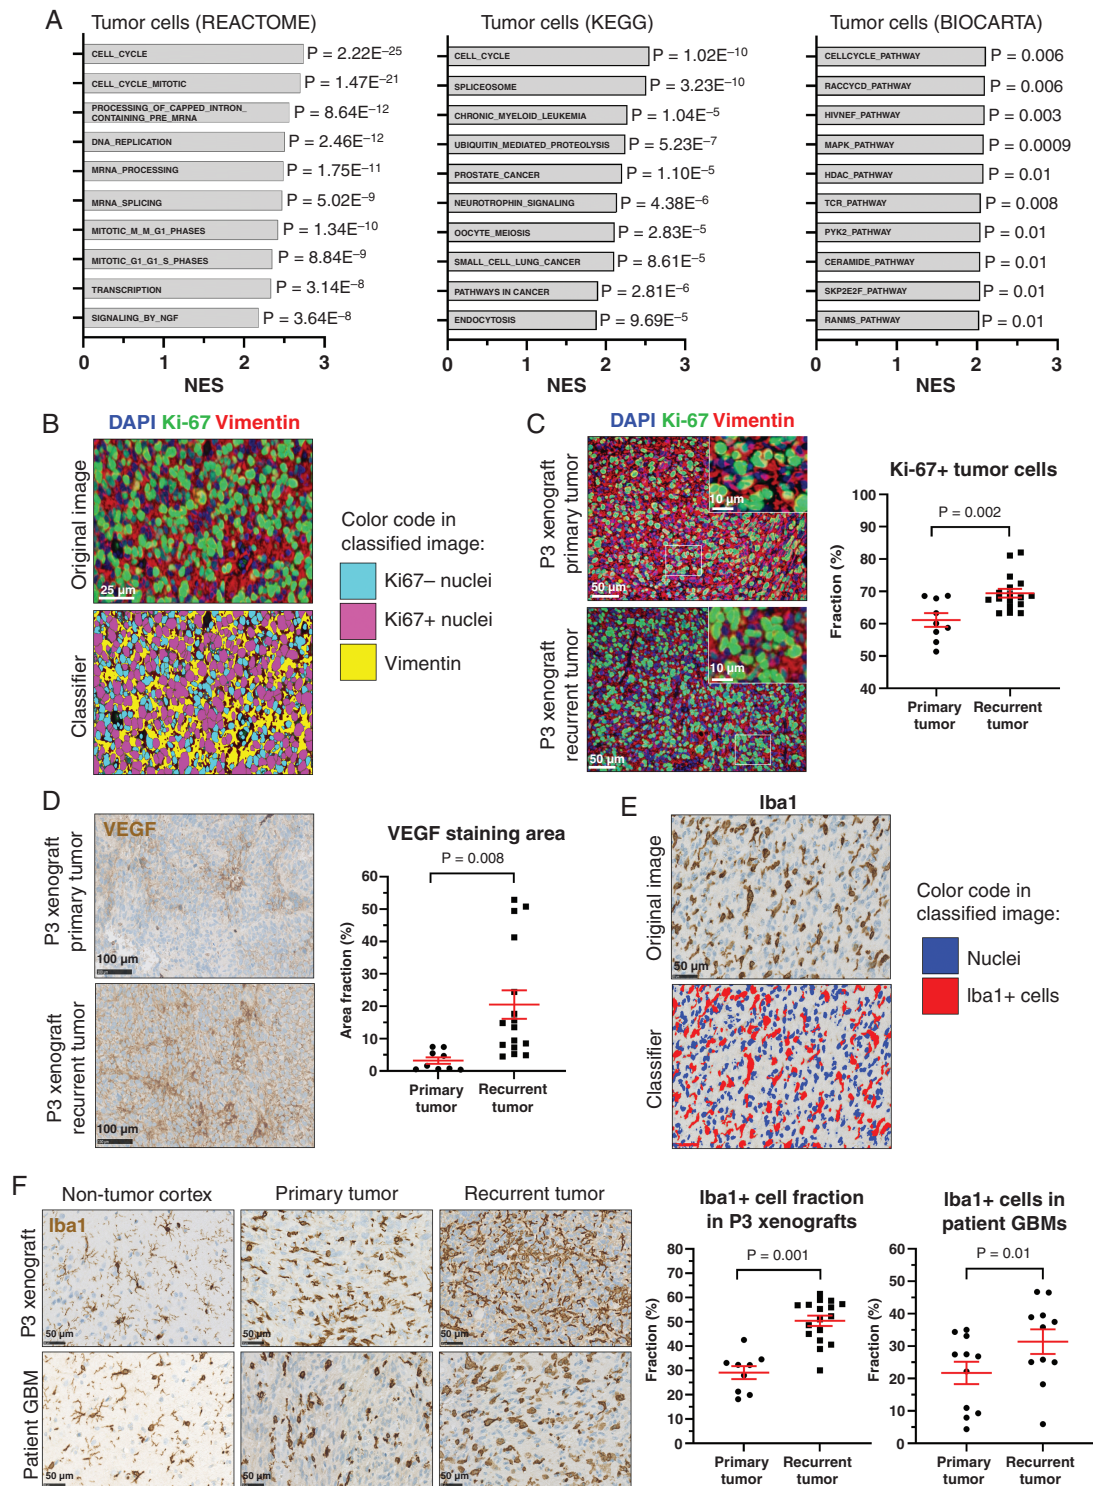 A
Tumor cells (REACTOME)
CELL_CYCLE
P = 2.22E–25
CELL_CYCLE_MITOTIC
P = 1.47E–21
PROCESSING_OF_CAPPED_INTRON_
CONTAINING_PRE_MRNA
P = 8.64E–12
DNA_REPLICATION
P = 2.46E–12
MRNA_PROCESSING
P = 1.75E–11
MRNA_SPLICING
P = 5.02E–9
MITOTIC_M_M_G1_PHASES
P = 1.34E–10
MITOTIC_G1_G1_S_PHASES
P = 8.84E–9
TRANSCRIPTION
P = 3.14E–8
SIGNALING_BY_NGF
P = 3.64E–8
0 1 2 3
NES
Tumor cells (KEGG)
CELL_CYCLE
P = 1.02E–10
SPLICEOSOME
P = 3.23E–10
CHRONIC_MYELOID_LEUKEMIA
P = 1.04E–5
UBIQUITIN_MEDIATED_PROTEOLYSIS
P = 5.23E–7
PROSTATE_CANCER
P = 1.10E–5
NEUROTROPHIN_SIGNALING
P = 4.38E–6
OOCYTE_MEIOSIS
P = 2.83E–5
SMALL_CELL_LUNG_CANCER
P = 8.61E–5
PATHWAYS IN CANCER
P = 2.81E–6
ENDOCYTOSIS
P = 9.69E–5
0 1 2 3
NES
Tumor cells (BIOCARTA)
CELLCYCLE_PATHWAY
P = 0.006
RACCYCD_PATHWAY
P = 0.006
HIVNEF_PATHWAY
P = 0.003
MAPK_PATHWAY
P = 0.0009
HDAC_PATHWAY
P = 0.01
TCR_PATHWAY
P = 0.008
PYK2_PATHWAY
P = 0.01
CERAMIDE_PATHWAY
P = 0.01
SKP2E2F_PATHWAY
P = 0.01
RANMS_PATHWAY
P = 0.01
0 1 2 3
NES
B
DAPI Ki-67 Vimentin
Original image
25 µm
Classifier
Color code in
classified image:
Ki67– nuclei
Ki67+ nuclei
Vimentin
C
DAPI Ki-67 Vimentin
P3 xenograft
primary tumor
10 µm
50 µm
P3 xenograft
recurrent tumor
10 µm
50 µm
Ki-67+ tumor cells
P = 0.002
Fraction (%)
100
90
80
70
60
50
40
Primary
tumor
Recurrent
tumor
D
VEGF
P3 xenograft
primary tumor
100 µm
P3 xenograft
recurrent tumor
100 µm
VEGF staining area
P = 0.008
Area fraction (%)
60
50
40
30
20
10
0
Primary
tumor
Recurrent
tumor
E
Iba1
Original image
50 µm
Classifier
Color code in
classified image:
Nuclei
Iba1+ cells
F
Non-tumor cortex
Primary tumor
Recurrent tumor
P3 xenograft
Iba1
50 µm
50 µm
50 µm
Patient GBM
50 µm
50 µm
50 µm
Iba1+ cell fraction
in P3 xenografts
P = 0.001
Fraction (%)
80
70
60
50
40
30
20
10
0
Primary
tumor
Recurrent
tumor
Iba1+ cells in
patient GBMs
P = 0.01
Fraction (%)
60
50
40
30
20
10
0
Primary
tumor
Recurrent
tumor